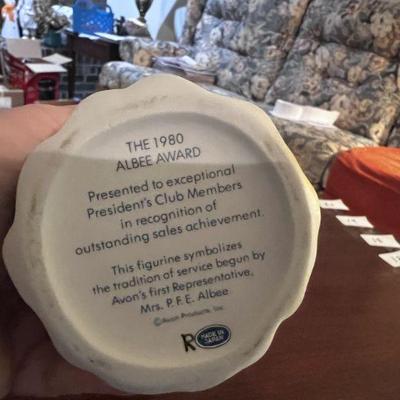 THE 1980
ALBEE AWARD
Presented to exceptional
President's Club Members
in recognition of
outstanding sales achievement.
This figurine symbolizes
the tradition of service begun by
Avon's first Representative,
Mrs. P.F.E. Albee
©Avon Products, Inc.
R
MADE IN
JAPAN